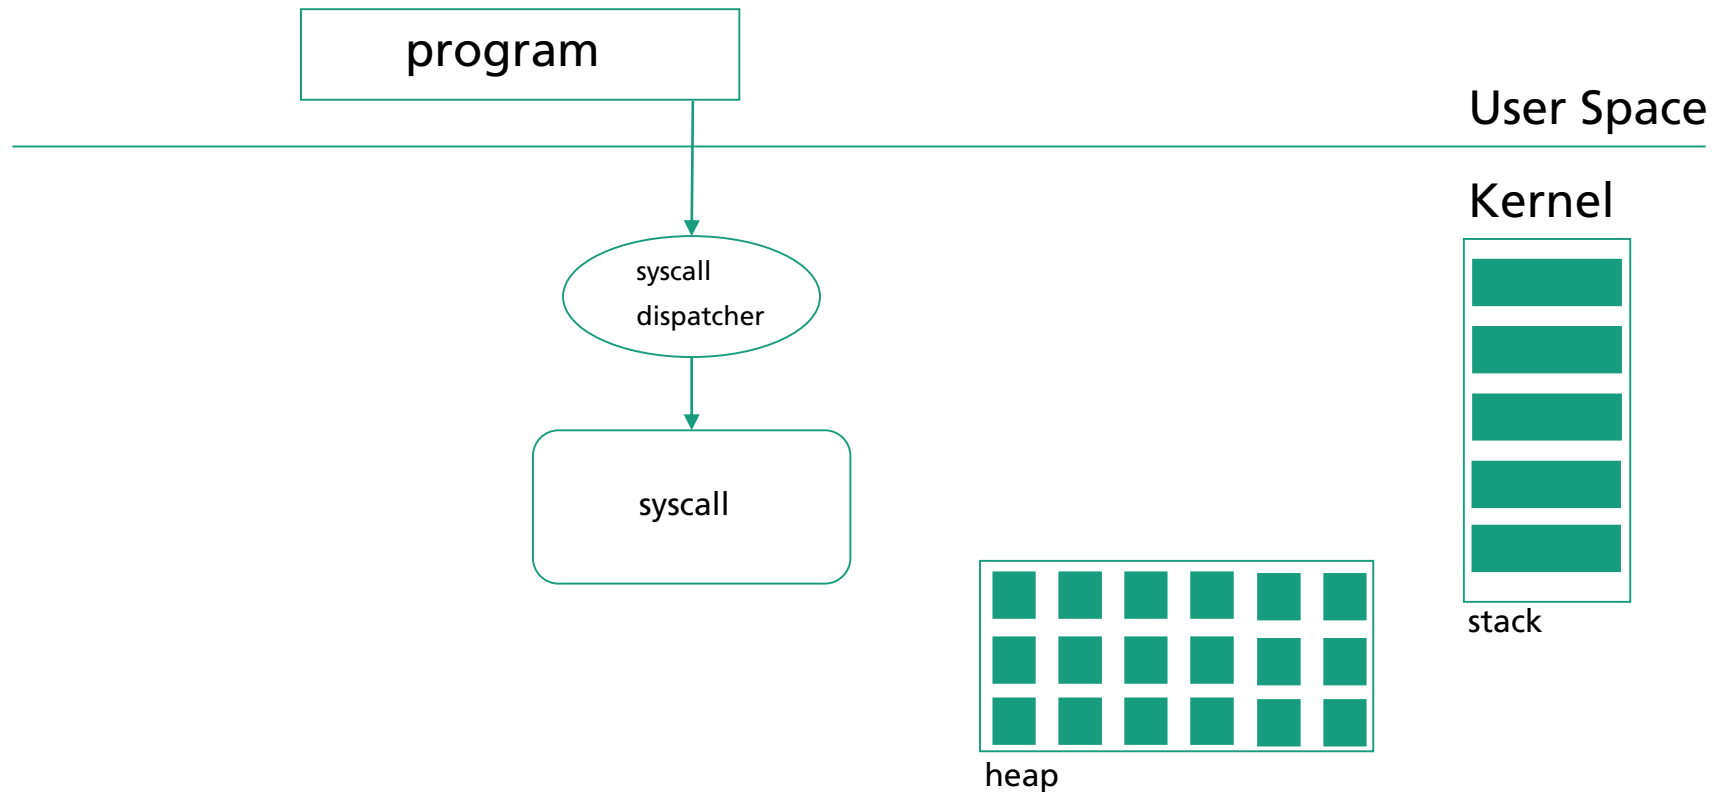 program
User Space
Kernel
syscall
dispatcher
syscall
stack
heap